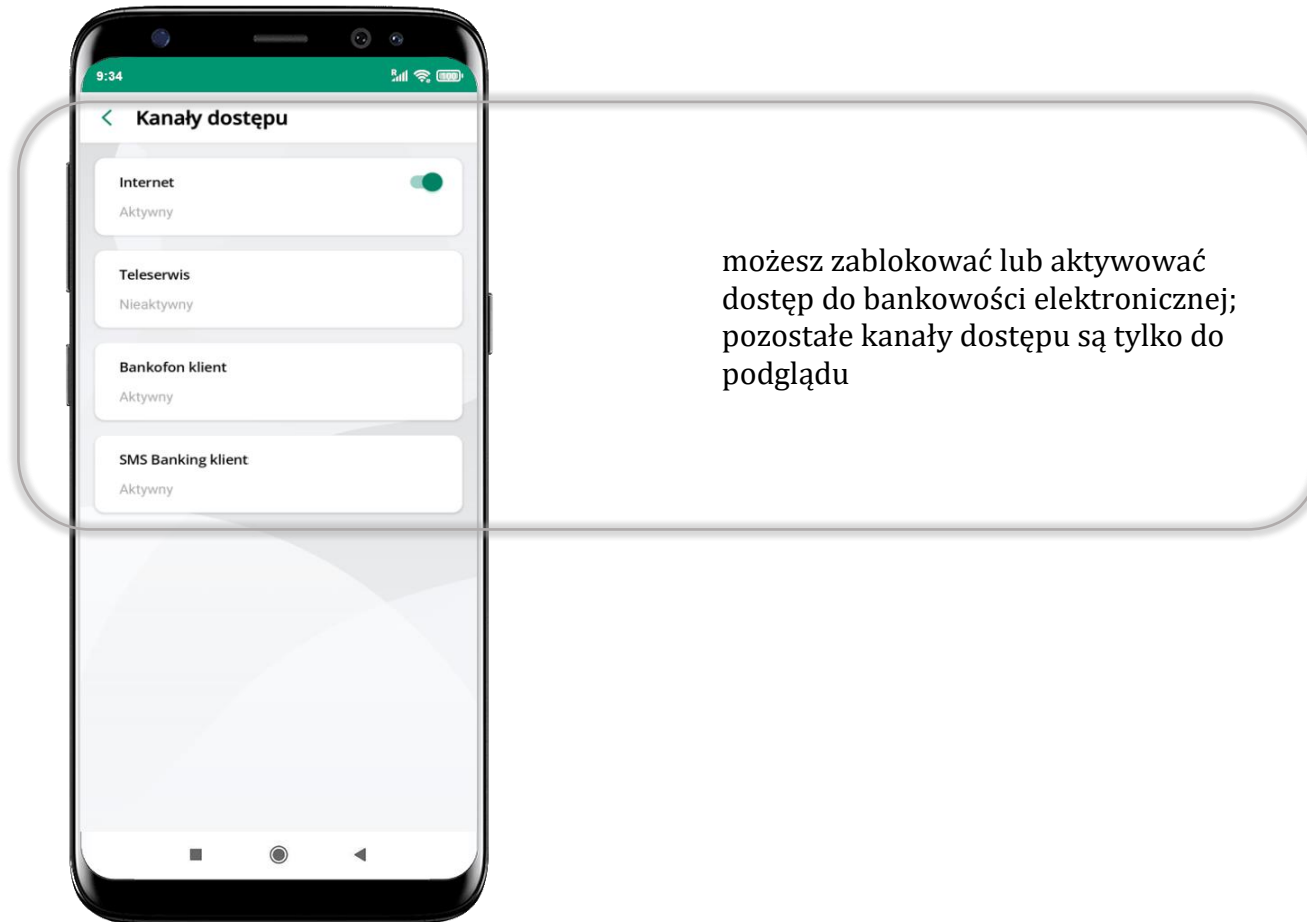 9:34
Kanały dostępu
Internet
Aktywny
Teleserwis
Nieaktywny
Bankofon klient
Aktywny
SMS Banking klient
Aktywny
możesz zablokować lub aktywować
dostęp do bankowości elektronicznej;
pozostałe kanały dostępu są tylko do
podglądu